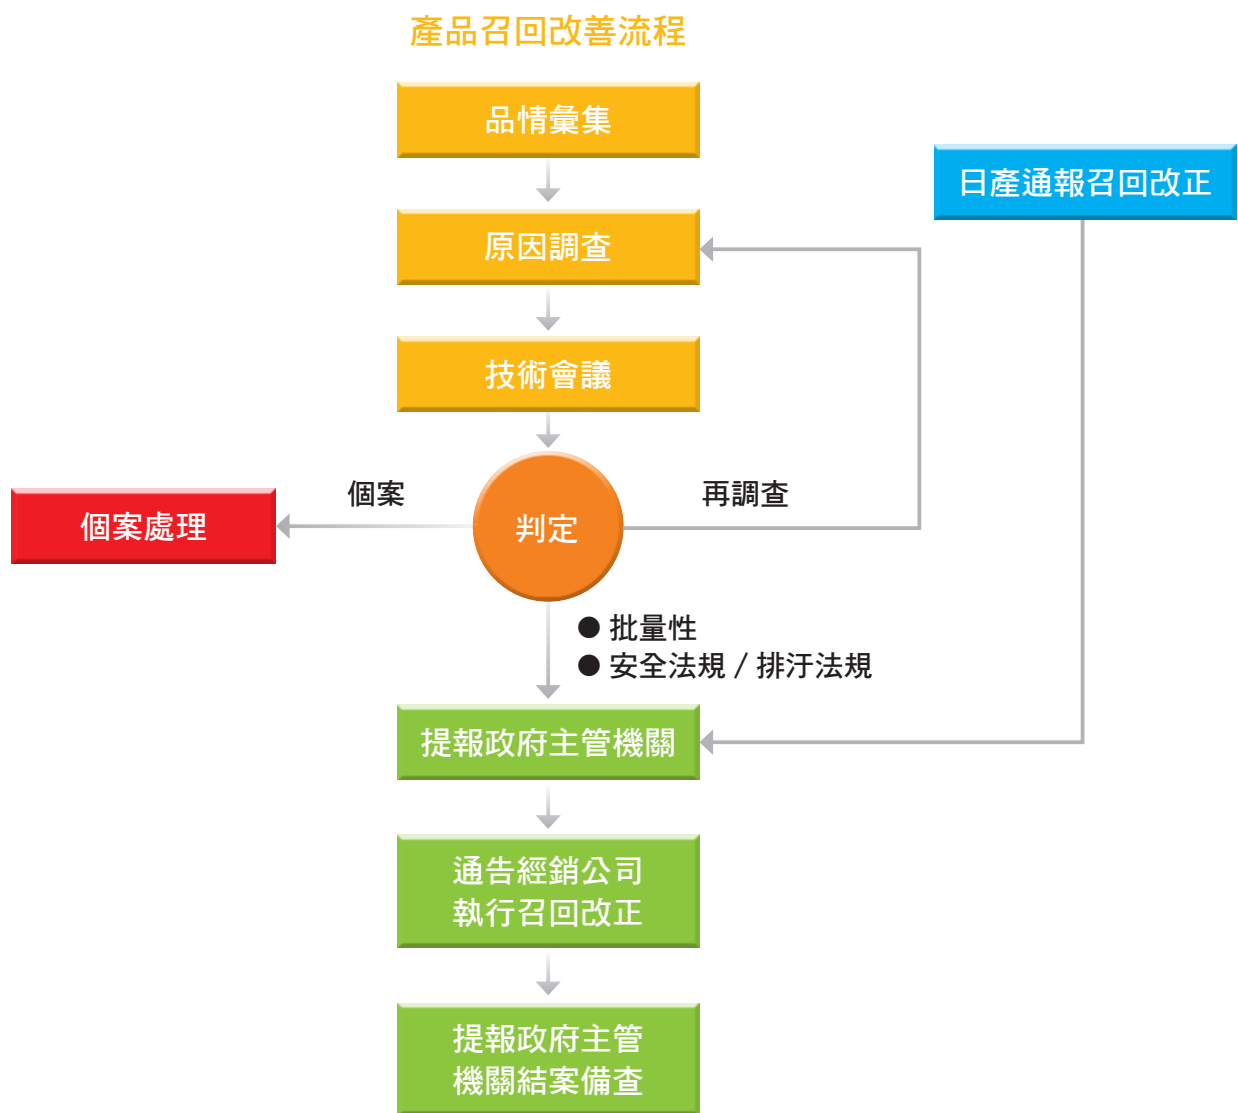 產品召回改善流程
品情彙集
日產通報召回改正
原因調查
技術會議
個案
再調查
個案處理
判定
● 批量性
● 安全法規 / 排汙法規
提報政府主管機關
通告經銷公司
執行召回改正
提報政府主管
機關結案備查